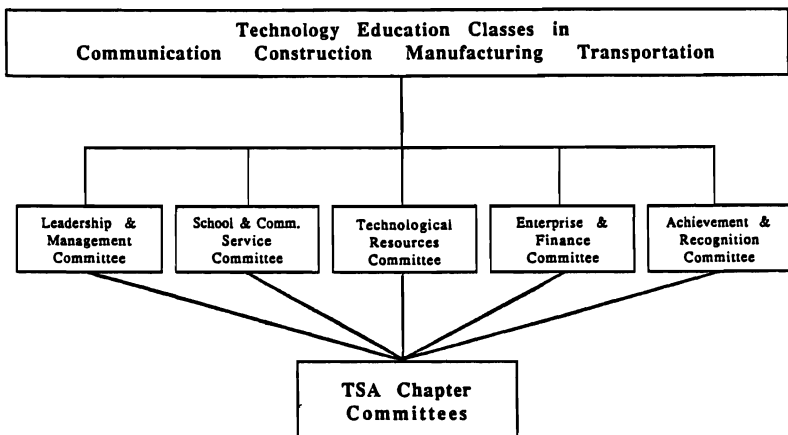 Technology Education Classes in
Communication Construction Manufacturing Transportation
Leadership &
Management
Committee
School & Comm.
Service
Committee
Technological
Resources
Committee
Enterprise &
Finance
Committee
Achievement &
Recognition
Committee
TSA Chapter
Committees